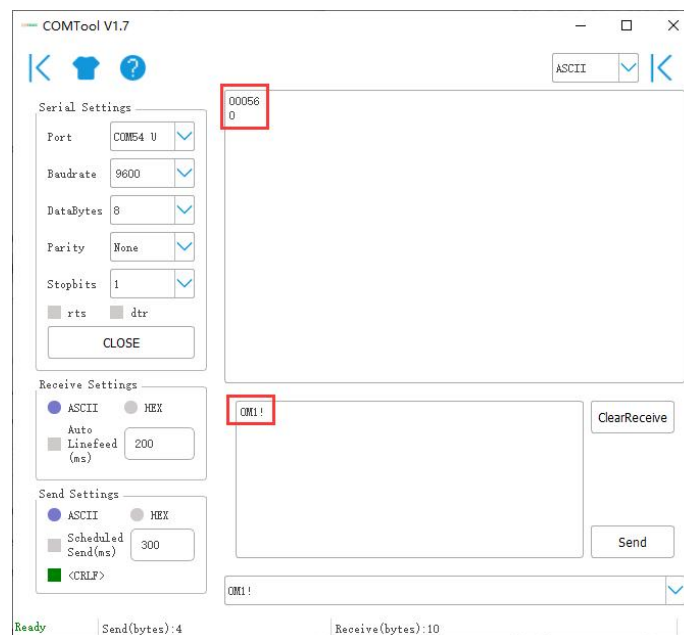 COMTool V1.7
ASCII
Serial Settings
Port COM54 U
Baudrate 9600
DataBytes 8
Parity None
Stopbits 1
rts dtr
CLOSE
00056
0
Receive Settings
ASCII HEX
Auto
Linefeed
(ms)
200
0M1!
ClearReceive
Send Settings
ASCII HEX
Scheduled
Send(ms)
300
<CRLF>
Send
0M1!
Ready Send(bytes):4 Receive(bytes):10